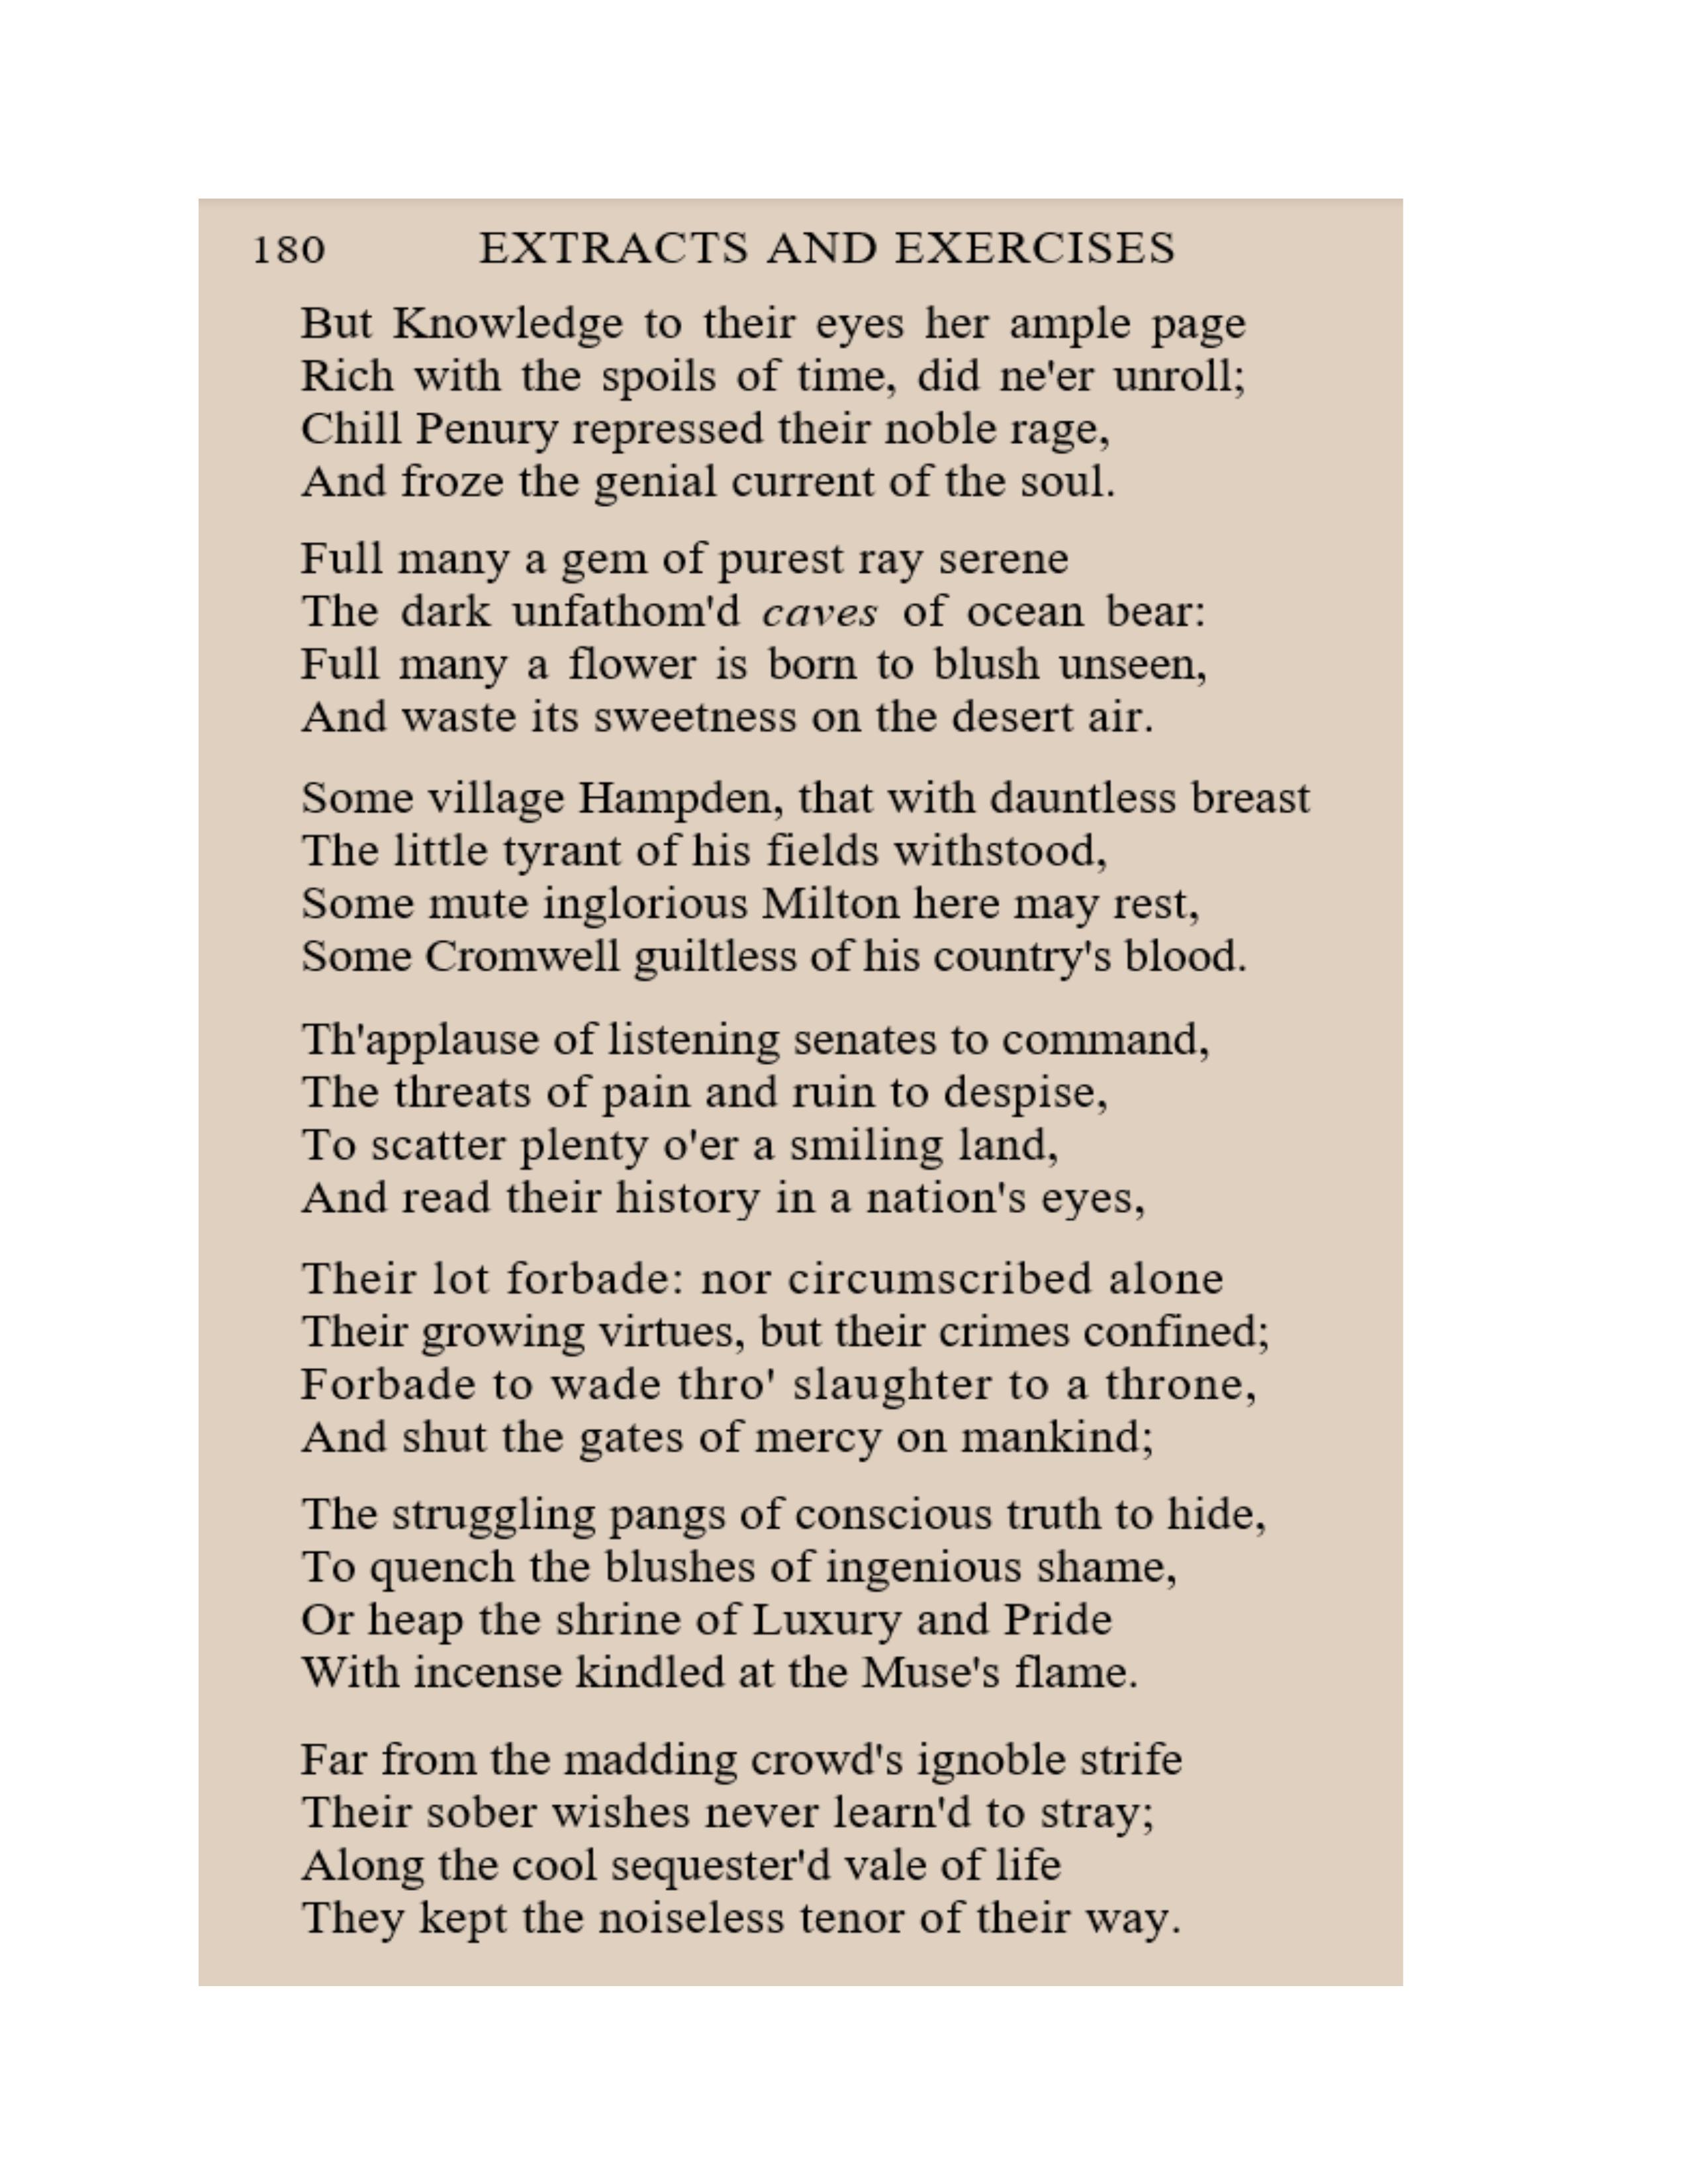 180 EXTRACTS AND EXERCISES
But Knowledge to their eyes her ample page
Rich with the spoils of time, did ne'er unroll;
Chill Penury repressed their noble rage,
And froze the genial current of the soul.
Full many a gem of purest ray serene
The dark unfathom'd caves of ocean bear:
Full many a flower is born to blush unseen,
And waste its sweetness on the desert air.
Some village Hampden, that with dauntless breast
The little tyrant of his fields withstood,
Some mute inglorious Milton here may rest,
Some Cromwell guiltless of his country's blood.
Th'applause of listening senates to command,
The threats of pain and ruin to despise,
To scatter plenty o'er a smiling land,
And read their history in a nation's eyes,
Their lot forbade: nor circumscribed alone
Their growing virtues, but their crimes confined;
Forbade to wade thro' slaughter to a throne,
And shut the gates of mercy on mankind;
The struggling pangs of conscious truth to hide,
To quench the blushes of ingenious shame,
Or heap the shrine of Luxury and Pride
With incense kindled at the Muse's flame.
Far from the madding crowd's ignoble strife
Their sober wishes never learn'd to stray;
Along the cool sequester'd vale of life
They kept the noiseless tenor of their way.